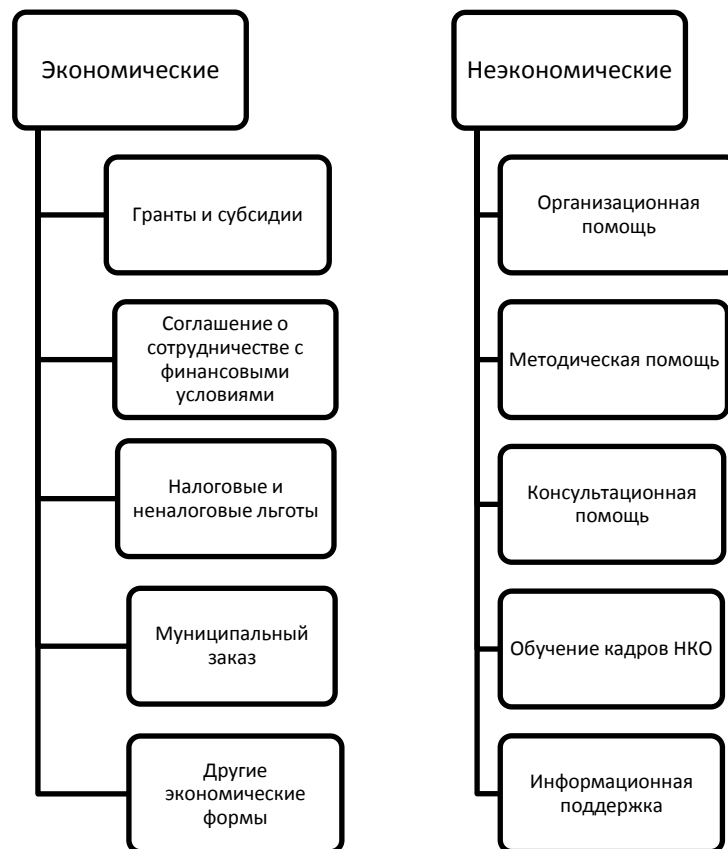 Экономические
Гранты и субсидии
Соглашение о
сотрудничестве с
финансовыми
условиями
Налоговые и
неналоговые льготы
Муниципальный
заказ
Другие
экономические
формы
Неэкономические
Организационная
помощь
Методическая помощь
Консультационная
помощь
Обучение кадров НКО
Информационная
поддержка